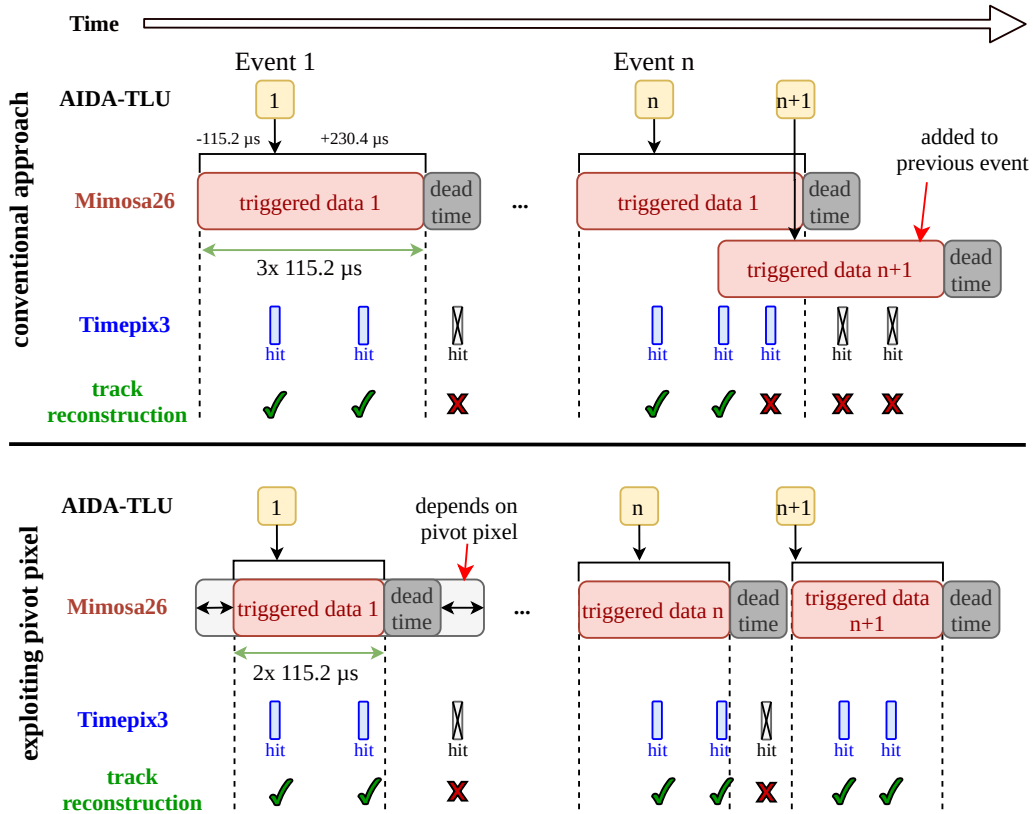 Time
Event 1
Event n
AIDA-TLU
1
n
n+1
-115.2 µs
+230.4 µs
added to
previous event
conventional approach
Mimosa26
triggered data 1
dead
time
...
triggered data 1
dead
time
3x 115.2 µs
triggered data n+1
dead
time
Timepix3
hit
hit
hit
hit
hit
hit
hit
hit
track
reconstruction
AIDA-TLU
1
depends on
pivot pixel
n
n+1
exploiting pivot pixel
Mimosa26
triggered data 1
dead
time
...
triggered data n
dead
time
triggered data
n+1
dead
time
2x 115.2 µs
Timepix3
hit
hit
hit
hit
hit
hit
hit
hit
track
reconstruction